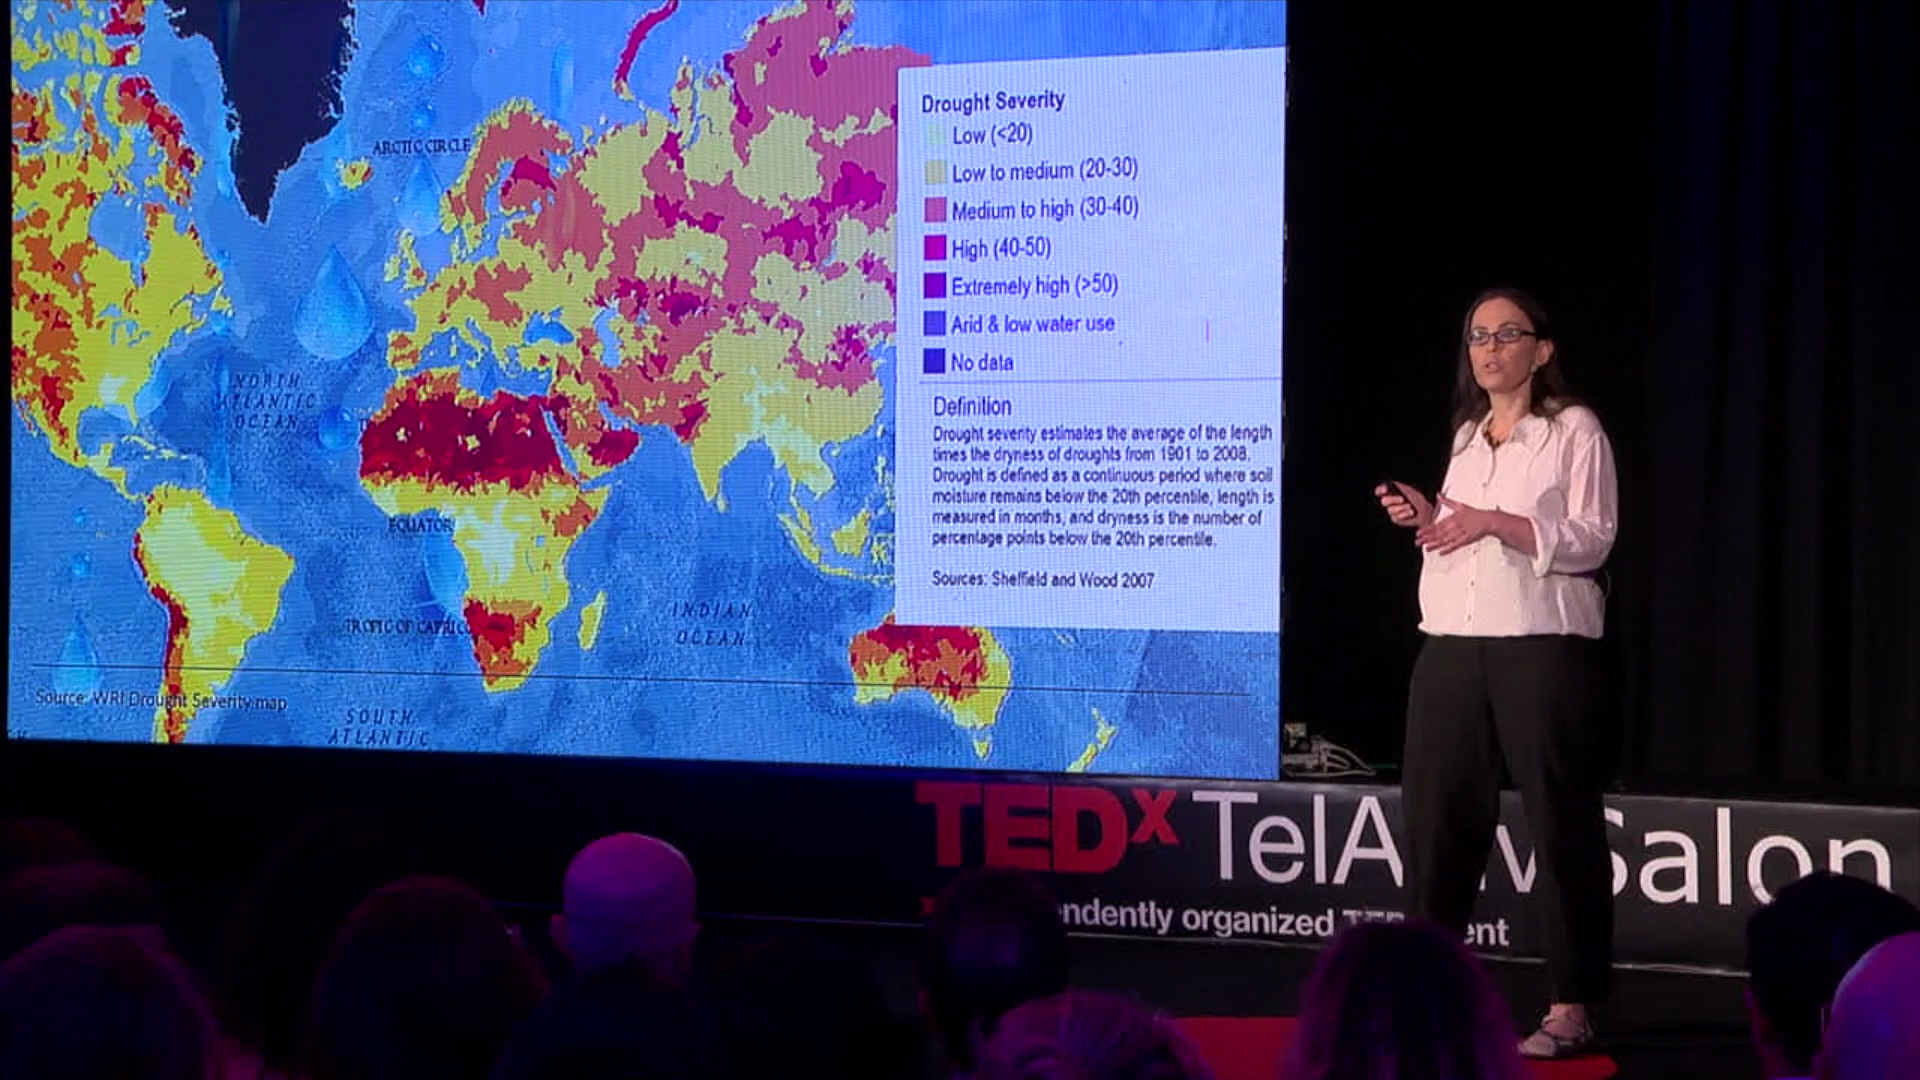 ARCTIC CIRCLE
NORTH
ATLANTIC
OCEAN
EQUATOR
TROPIC OF CAPRIC
INDIAN
OCEAN
SOUTH
ATLANTIC
Source: WRI Drought Severity map
Drought Severity
Low (<20)
Low to medium (20-30)
Medium to high (30-40)
High (40-50)
Extremely high (>50)
Arid & low water use
No data
Definition
Drought severity estimates the average of the length
times the dryness of droughts from 1901 to 2008.
Drought is defined as a continuous period where soil
moisture remains below the 20th percentile, length is
measured in months, and dryness is the number of
percentage points below the 20th percentile.
Sources: Sheffield and Wood 2007
TEDx TelA v Salon
ndently organized TED ent